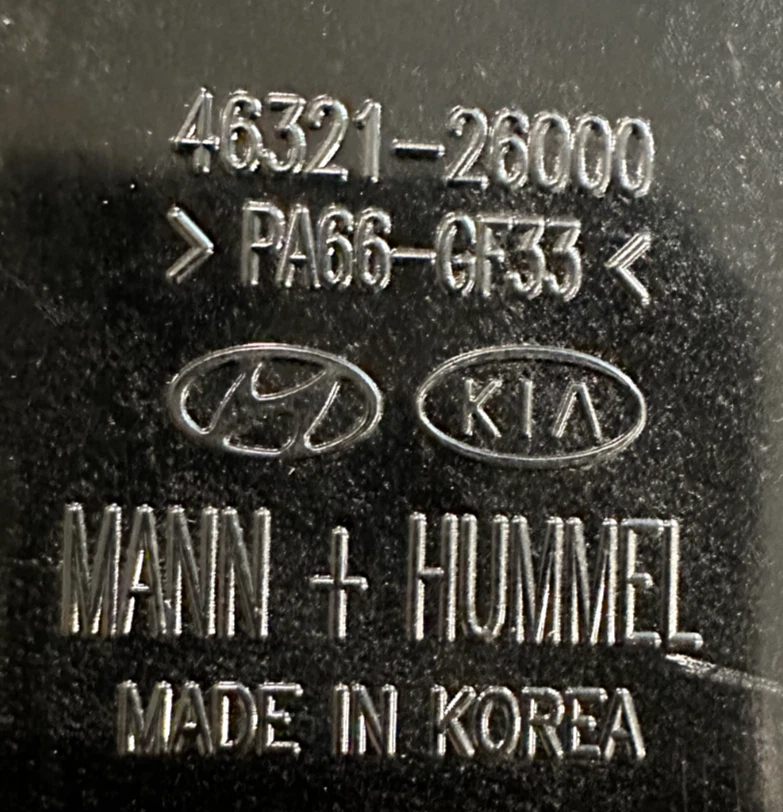 46321-26000
> PA66-GF33 <
KIA
MANN + HUMMEL
MADE IN KOREA